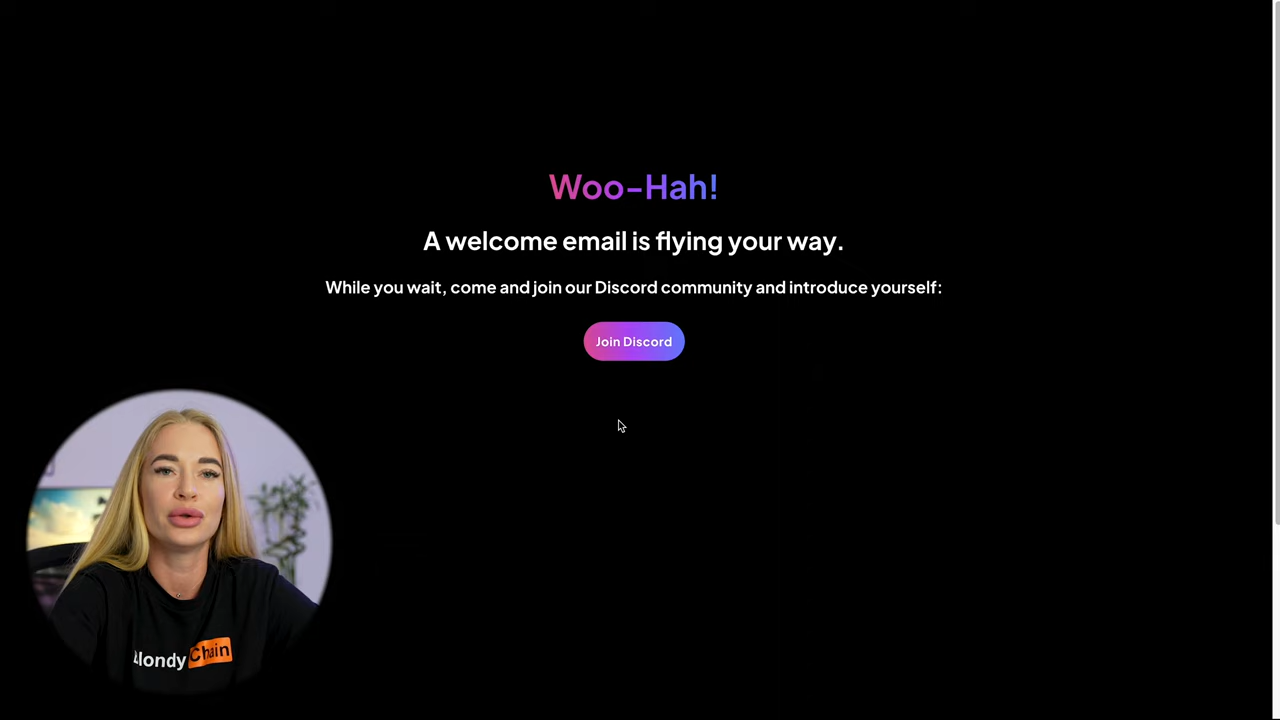 Woo-Hah!
A welcome email is flying your way.
While you wait, come and join our Discord community and introduce yourself:
Join Discord
londy Chain